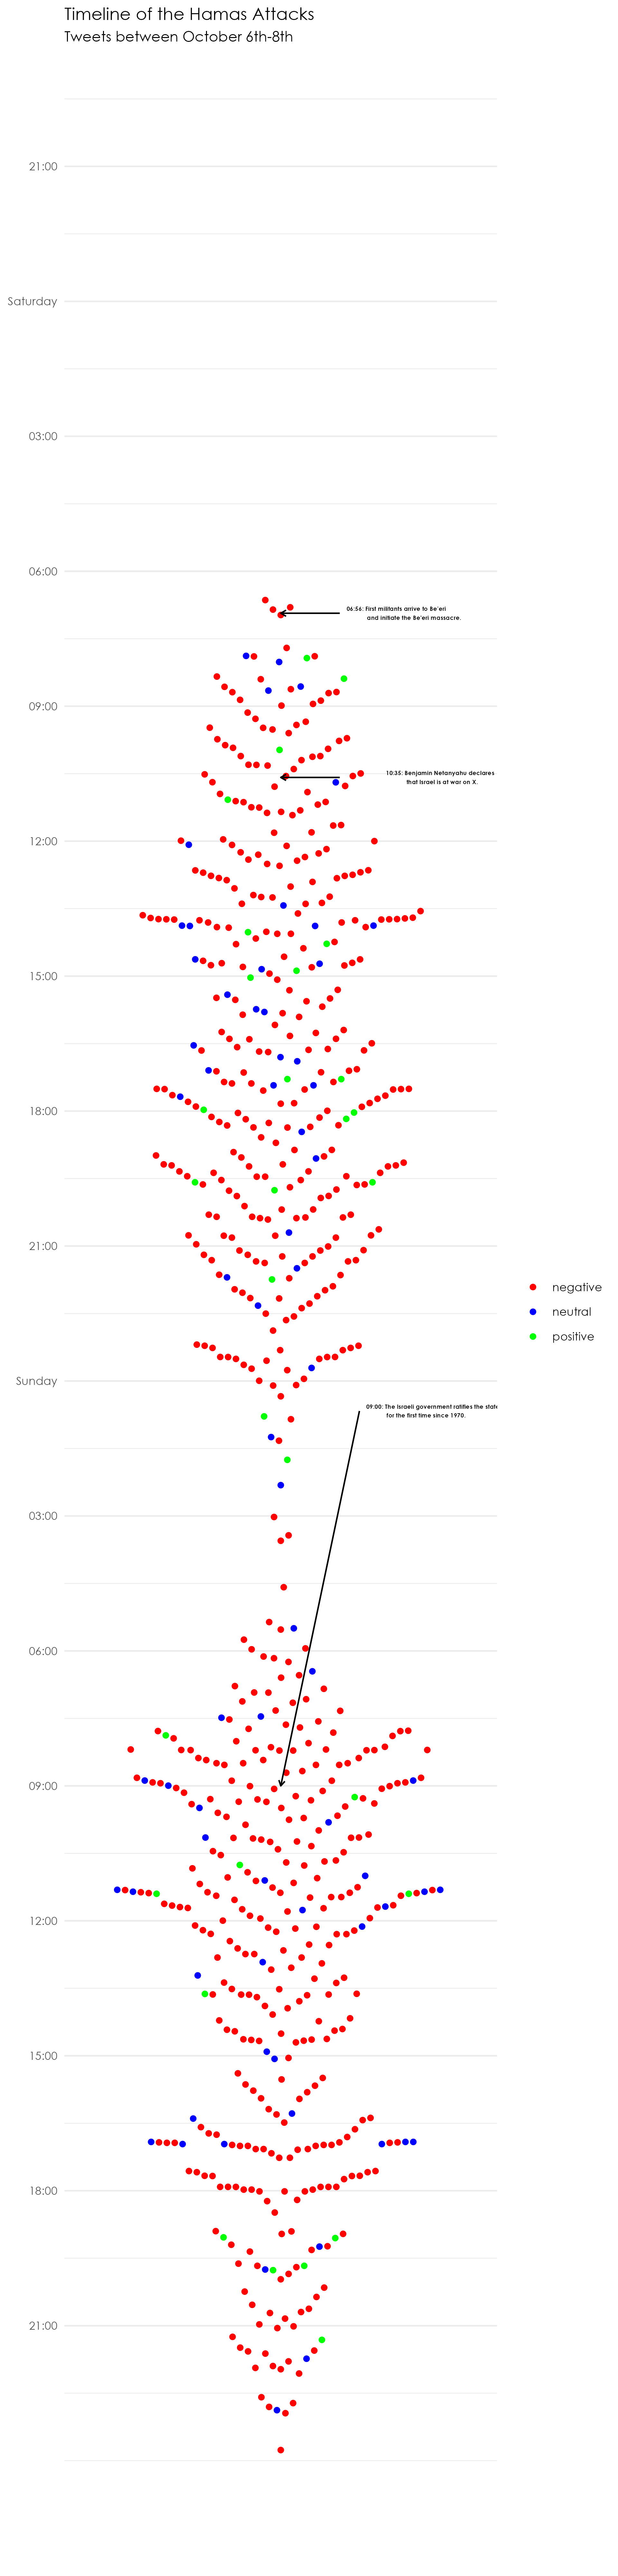 Timeline of the Hamas Attacks
Tweets between October 6th-8th
21:00
Saturday
03:00
06:00
06:56: First militants arrive to Be'eri
and initiate the Be'eri massacre.
09:00
10:35: Benjamin Netanyahu declares
that Israel is at war on X.
12:00
15:00
18:00
21:00
negative
neutral
positive
Sunday
09:00: The Israeli government ratifies the state
for the first time since 1970.
03:00
06:00
09:00
12:00
15:00
18:00
21:00